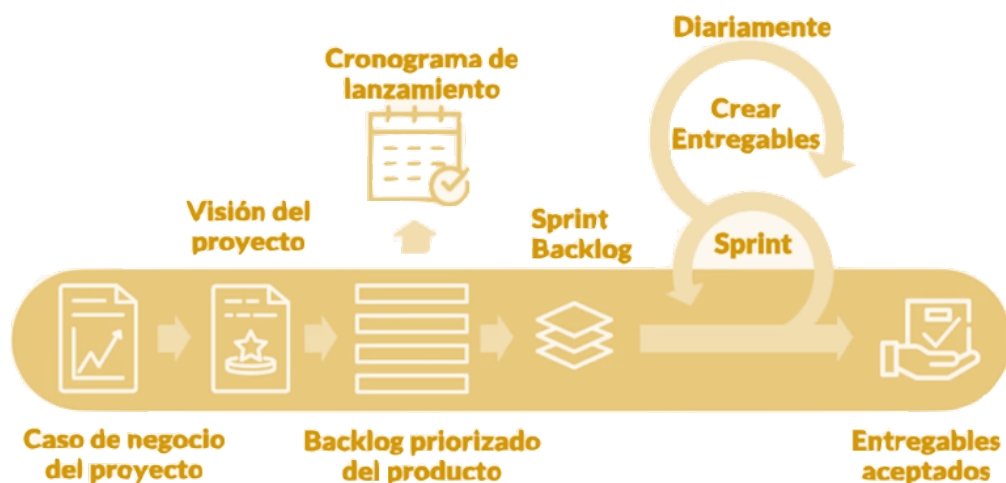 Diariamente
Cronograma de
lanzamiento
Crear
Entregables
Visión del
proyecto
Sprint
Backlog
Sprint
Caso de negocio
del proyecto
Backlog priorizado
del producto
Entregables
aceptados